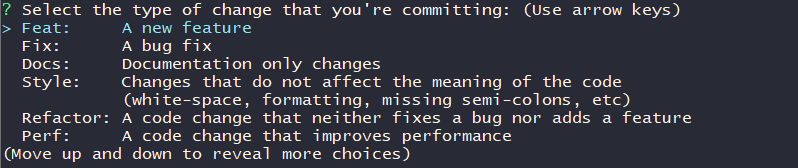 ? Select the type of change that you're committing: (Use arrow keys)
> Feat:     A new feature
  Fix:      A bug fix
  Docs:     Documentation only changes
  Style:    Changes that do not affect the meaning of the code
            (white-space, formatting, missing semi-colons, etc)
  Refactor: A code change that neither fixes a bug nor adds a feature
  Perf:     A code change that improves performance
(Move up and down to reveal more choices)